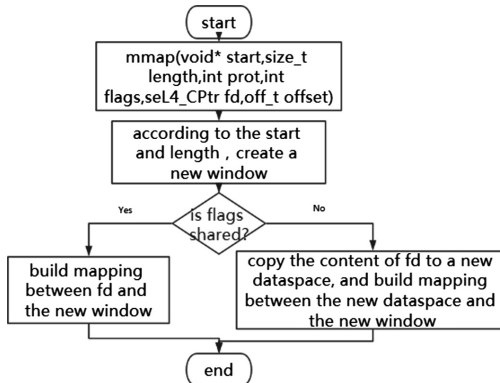 start
mmap(void* start,size_t
length,int prot,int
flags,seL4_CPtr fd,off_t offset)
according to the start
and length , create a
new window
is flags
shared?
Yes
No
build mapping
between fd and
the new window
copy the content of fd to a new
dataspace, and build mapping
between the new dataspace and
the new window
end